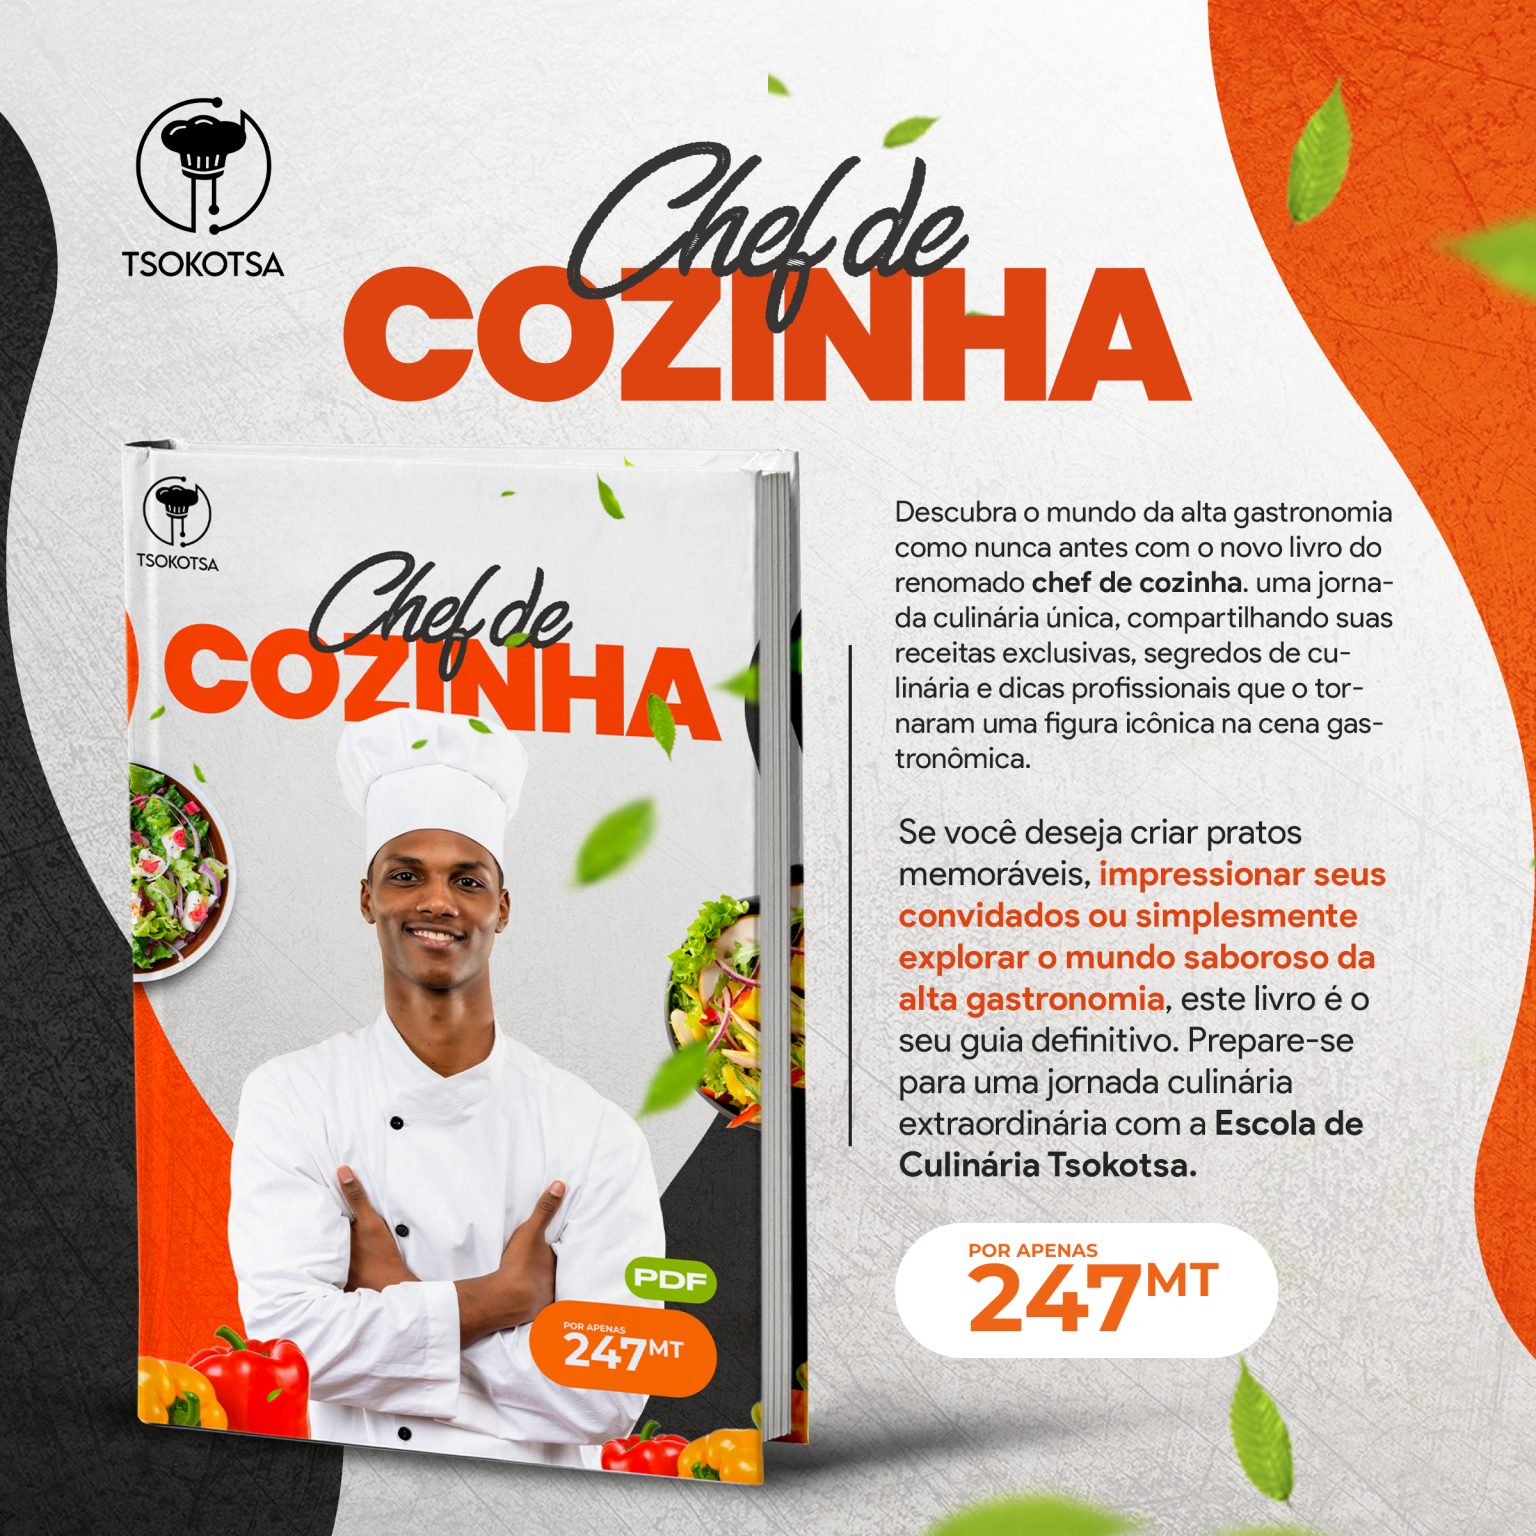 TSOKOTSA
Chef de
COZINHA
TSOKOTSA
Chef de
COZINHA
PDF
POR APENAS
247MT
Descubra o mundo da alta gastronomia
como nunca antes com o novo livro do
renomado chef de cozinha. uma jorna-
da culinária única, compartilhando suas
receitas exclusivas, segredos de cu-
linária e dicas profissionais que o tor-
naram uma figura icônica na cena gas-
tronômica.
Se você deseja criar pratos
memoráveis, impressionar seus
convidados ou simplesmente
explorar o mundo saboroso da
alta gastronomia, este livro é o
seu guia definitivo. Prepare-se
para uma jornada culinária
extraordinária com a Escola de
Culinária Tsokotsa.
POR APENAS
247MT